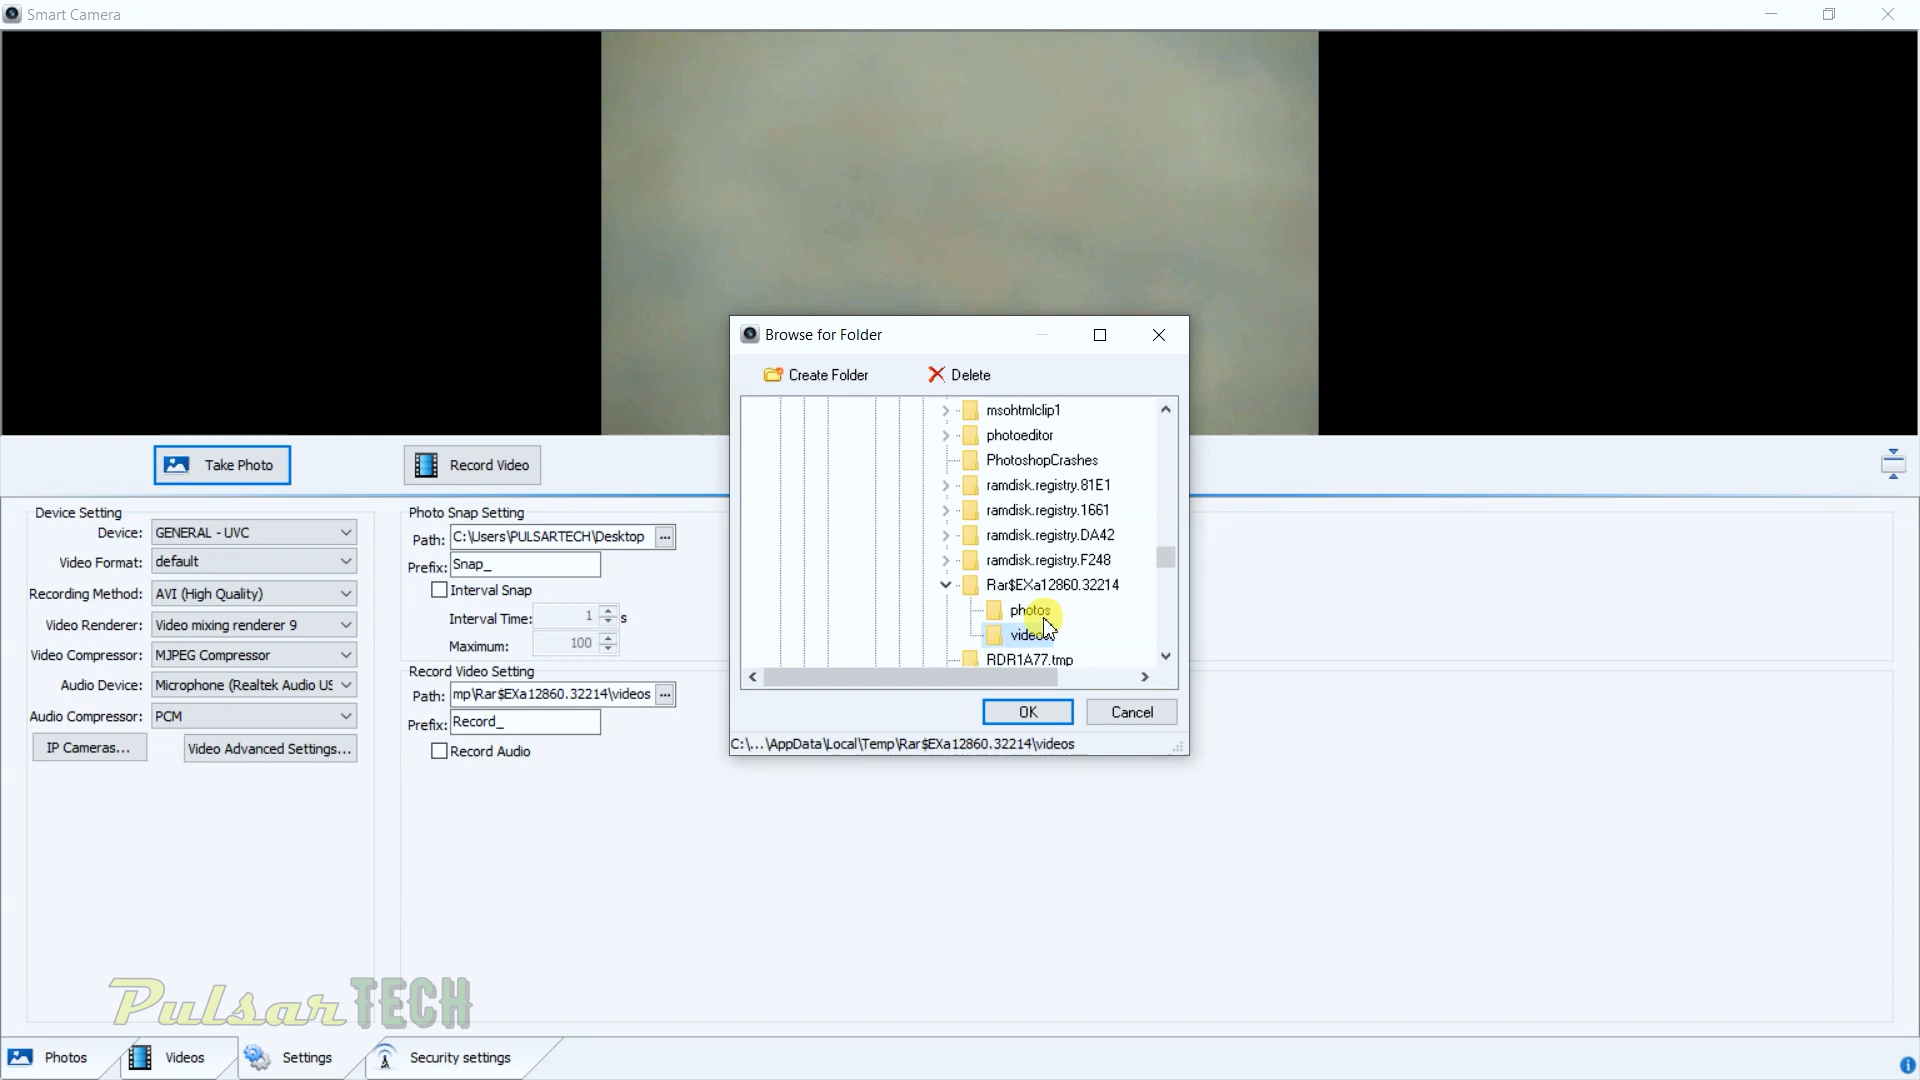 Smart Camera
Browse for Folder
Create Folder
Delete
msohtmlclip1
photoeditor
PhotoshopCrashes
ramdisk.registry.81E1
ramdisk.registry.1661
ramdisk.registry.DA42
ramdisk.registry.F248
Rar$EXa12860.32214
photos
videos
RDR1A77.tmp
OK
Cancel
C:\...\AppData\Local\Temp\Rar$EXa12860.32214\videos
Take Photo
Record Video
Device Setting
Device: GENERAL - UVC
Video Format: default
Recording Method: AVI (High Quality)
Video Renderer: Video mixing renderer 9
Video Compressor: MJPEG Compressor
Audio Device: Microphone (Realtek Audio US
Audio Compressor: PCM
IP Cameras...
Video Advanced Settings...
Photo Snap Setting
Path: C:\Users\PULSARTECH\Desktop ...
Prefix: Snap_
Interval Snap
Interval Time: 1 s
Maximum: 100
Record Video Setting
Path: mp\Rar$EXa12860.32214\videos ...
Prefix: Record_
Record Audio
PulsarTECH
Photos
Videos
Settings
Security settings